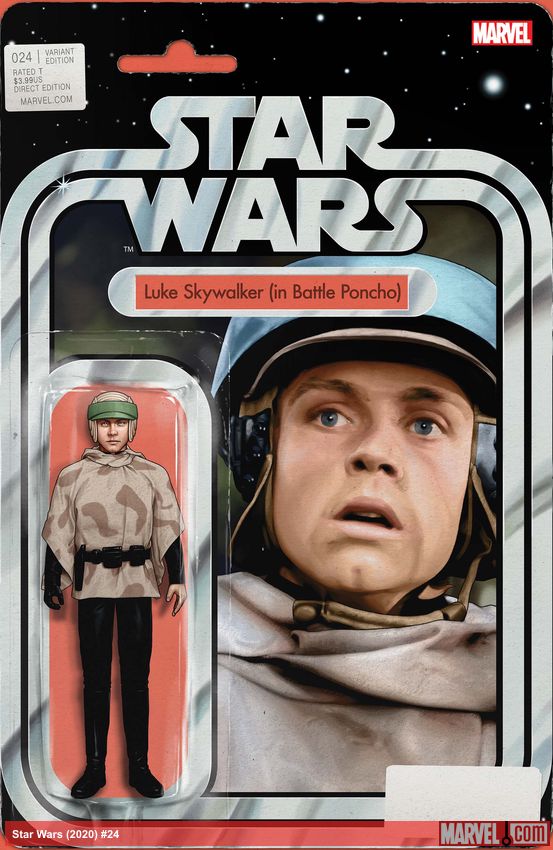 024 | VARIANT
EDITION
RATED T
$3.99US
DIRECT EDITION
MARVEL.COM
MARVEL
STAR
WARS
TM
Luke Skywalker (in Battle Poncho)
Star Wars (2020) #24
MARVEL.com